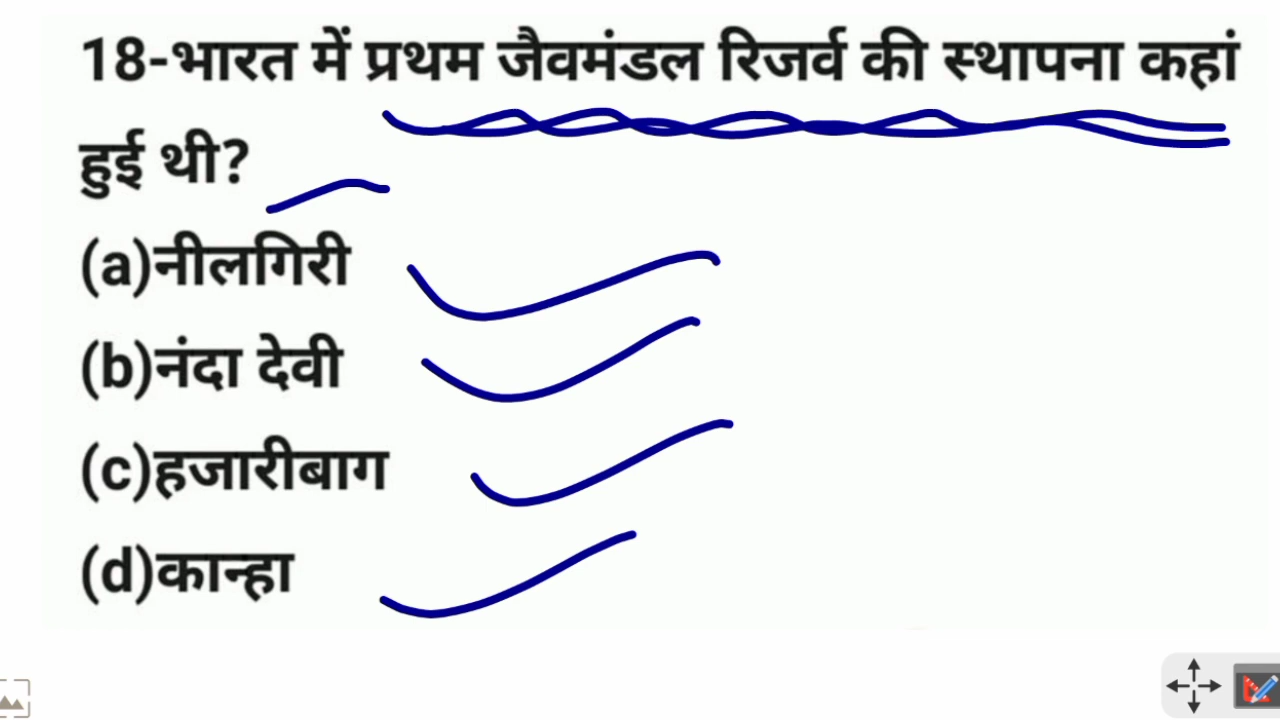 18-भारत में प्रथम जैवमंडल रिजर्व की स्थापना कहां
हुई थी?
(a)नीलगिरी
(b)नंदा देवी
(c)हजारीबाग
(d)कान्हा